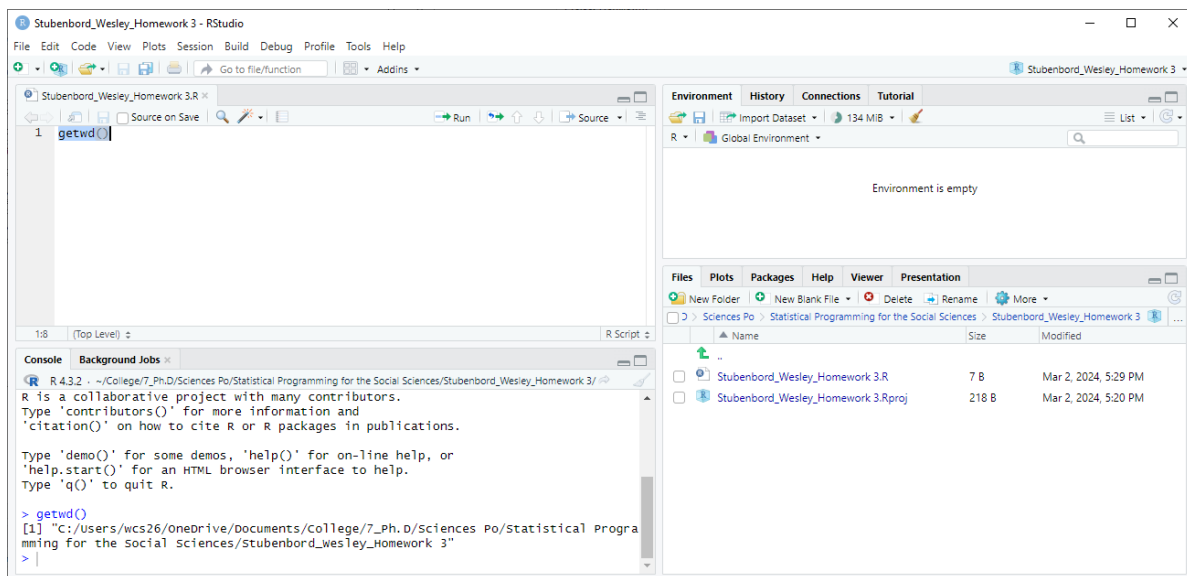 Stubenbord_Wesley_Homework 3 - RStudio
File Edit Code View Plots Session Build Debug Profile Tools Help
Go to file/function Addins Stubenbord_Wesley_Homework 3
Stubenbord_Wesley_Homework 3.R
Source on Save Run Source
1 getwd()
1:8 (Top Level) R Script
Console Background Jobs
R 4.3.2 · ~/College/7_Ph.D/Sciences Po/Statistical Programming for the Social Sciences/Stubenbord_Wesley_Homework 3/
R is a collaborative project with many contributors.
Type 'contributors()' for more information and
'citation()' on how to cite R or R packages in publications.
Type 'demo()' for some demos, 'help()' for on-line help, or
'help.start()' for an HTML browser interface to help.
Type 'q()' to quit R.
> getwd()
[1] "C:/Users/wcs26/OneDrive/Documents/College/7_Ph.D/Sciences Po/Statistical Progra
mming for the Social Sciences/Stubenbord_Wesley_Homework 3"
>
Environment History Connections Tutorial
Import Dataset 134 MiB List
R Global Environment
Environment is empty
Files Plots Packages Help Viewer Presentation
New Folder New Blank File Delete Rename More
> Sciences Po > Statistical Programming for the Social Sciences > Stubenbord_Wesley_Homework 3 ...
Name Size Modified
..
Stubenbord_Wesley_Homework 3.R 7 B Mar 2, 2024, 5:29 PM
Stubenbord_Wesley_Homework 3.Rproj 218 B Mar 2, 2024, 5:20 PM